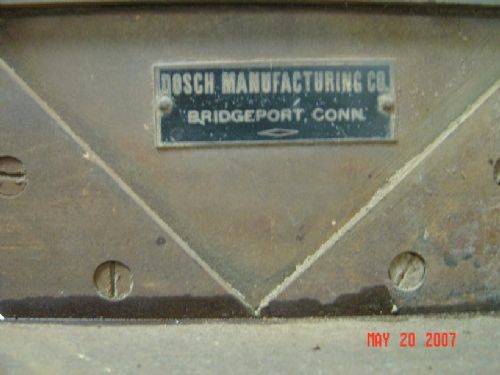 DOSCH MANUFACTURING CO.
BRIDGEPORT, CONN.
MAY 20 2007